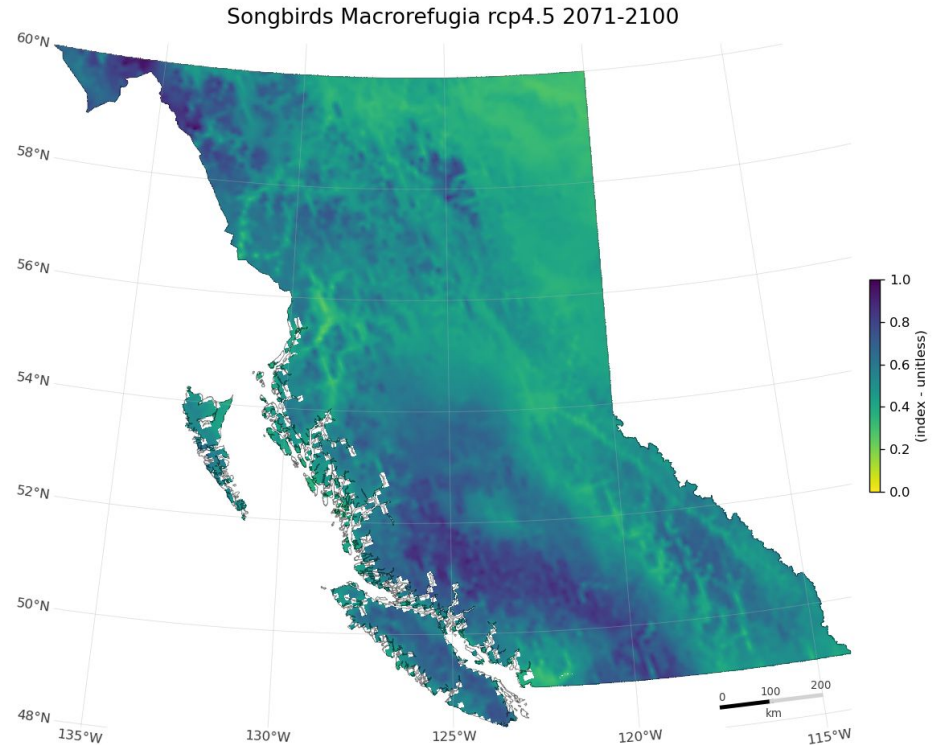 Songbirds Macrorefugia rcp4.5 2071-2100
60°N
58°N
56°N
54°N
52°N
50°N
48°N
135°W
130°W
125°W
120°W
115°W
1.0
0.8
0.6
0.4
0.2
0.0
(index - unitless)
0 100 200
km